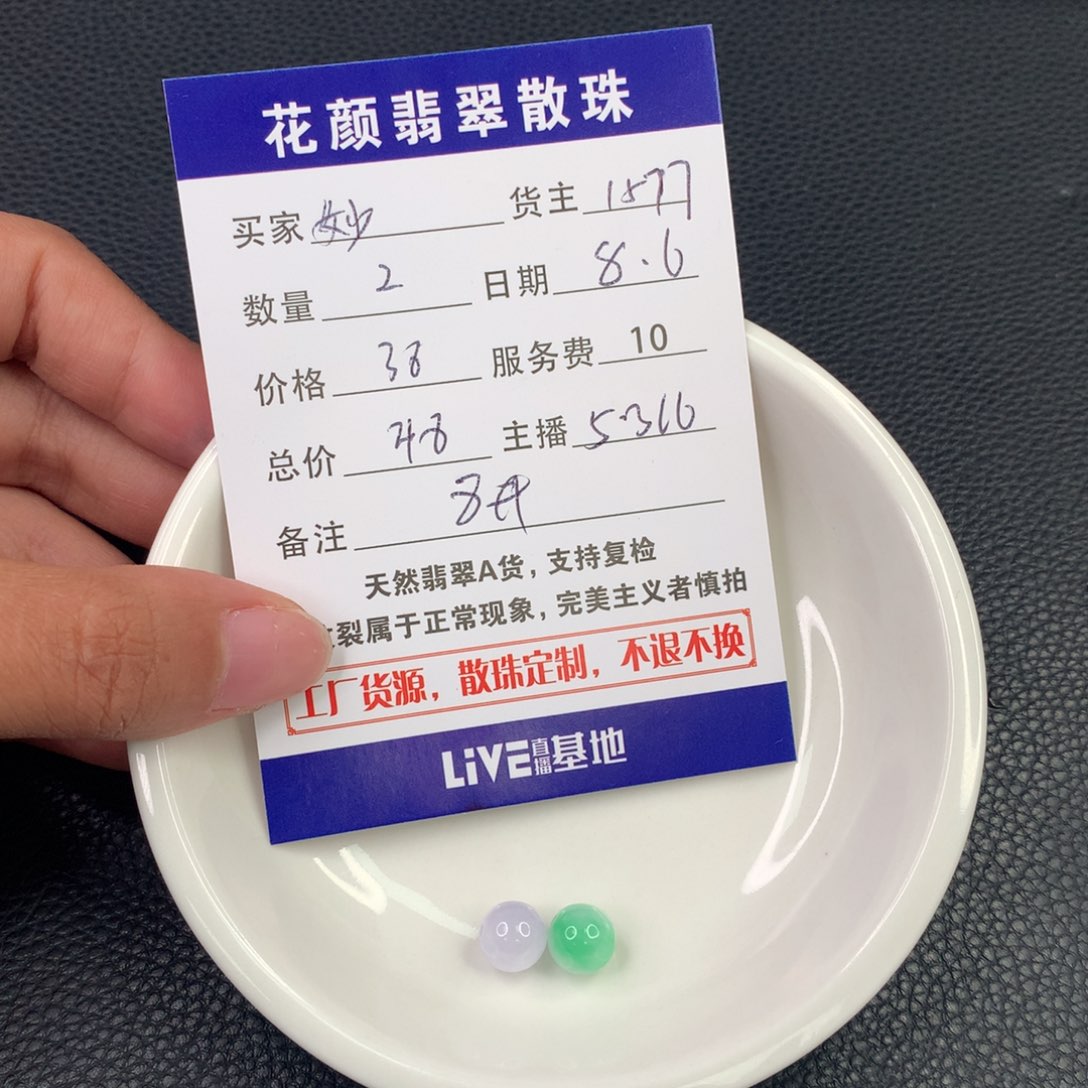 花颜翡翠散珠
买家 妙 货主 1577
数量 2 日期 8.6
价格 38 服务费 10
总价 48 主播 5316
备注
天然翡翠A货，支持复检
裂属于正常现象，完美主义者慎拍
工厂货源，散珠定制，不退不换
LiVE直播基地